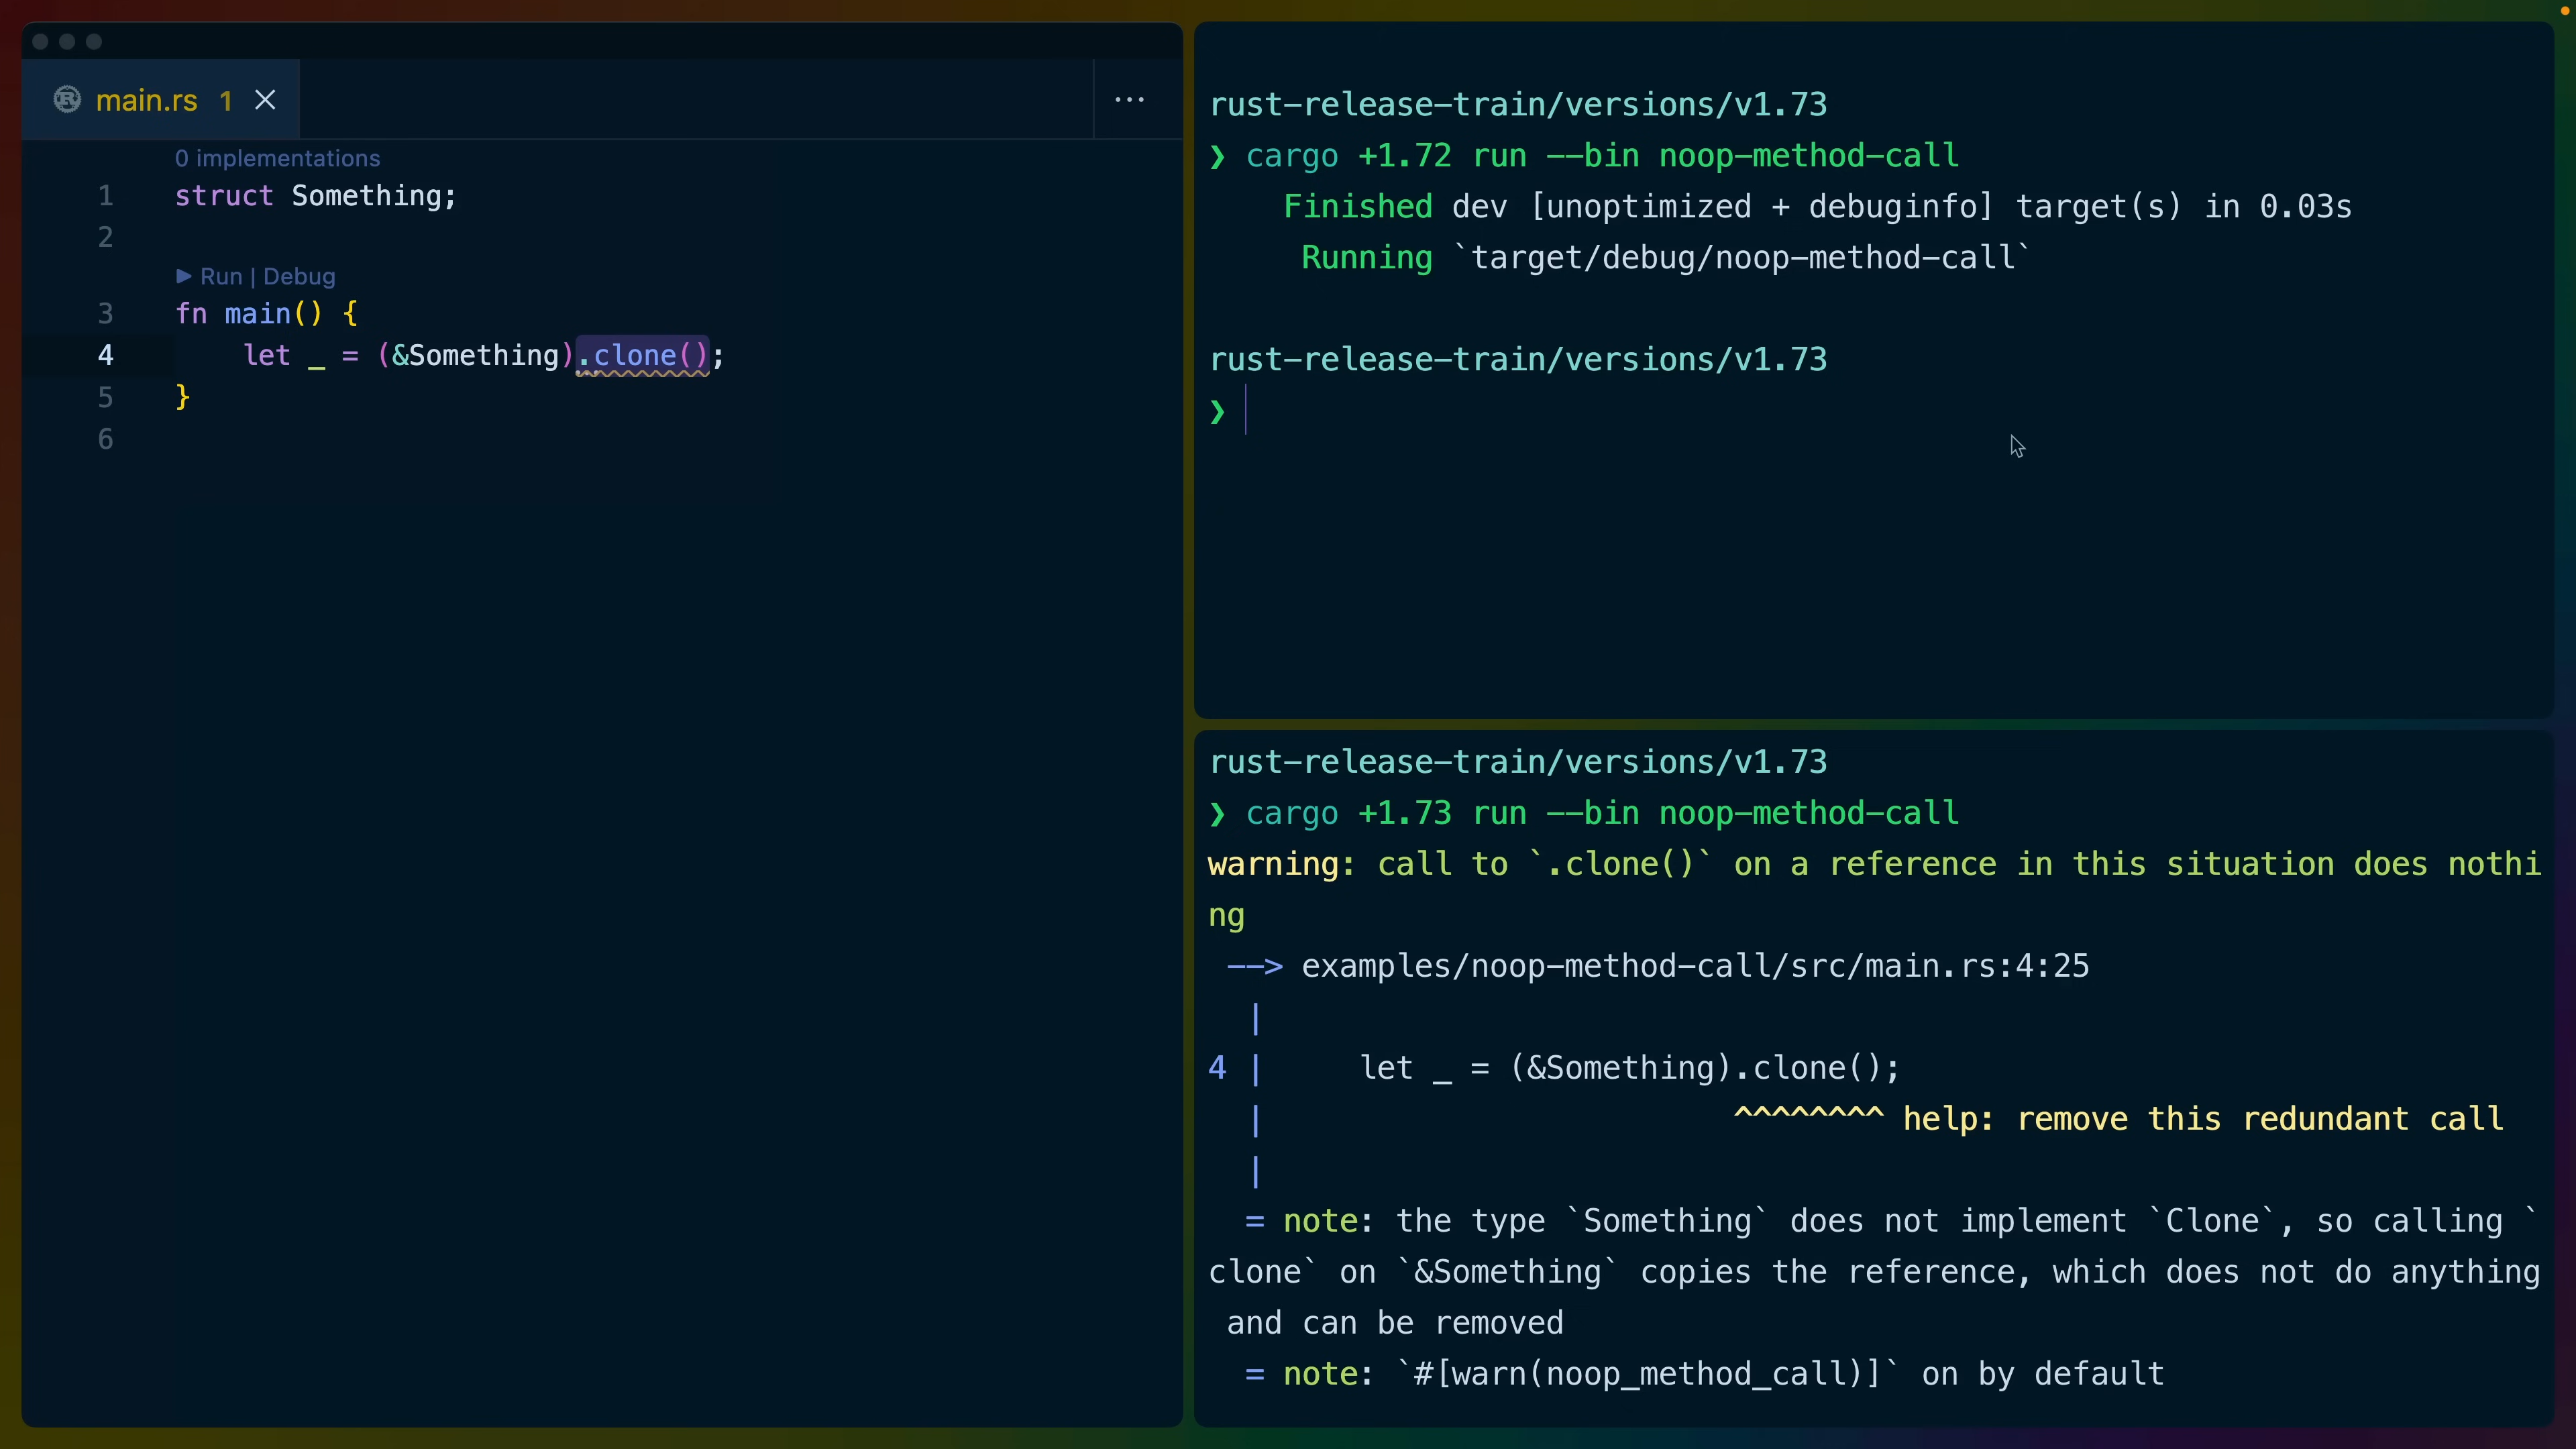 main.rs 1
0 implementations
1 struct Something;
2
Run | Debug
3 fn main() {
4 let _ = (&Something).clone();
5 }
6
rust-release-train/versions/v1.73
❯ cargo +1.72 run --bin noop-method-call
Finished dev [unoptimized + debuginfo] target(s) in 0.03s
Running `target/debug/noop-method-call`
rust-release-train/versions/v1.73
❯
rust-release-train/versions/v1.73
❯ cargo +1.73 run --bin noop-method-call
warning: call to `.clone()` on a reference in this situation does nothi
ng
--> examples/noop-method-call/src/main.rs:4:25
|
4 | let _ = (&Something).clone();
| ^^^^^^^^ help: remove this redundant call
|
= note: the type `Something` does not implement `Clone`, so calling `
clone` on `&Something` copies the reference, which does not do anything
and can be removed
= note: `#[warn(noop_method_call)]` on by default